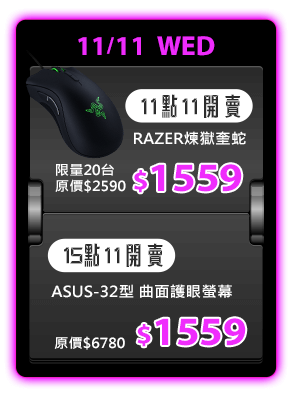 11/11 WED
11點11開賣
RAZER煉獄奎蛇
限量20台
原價$2590 $1559
15點11開賣
ASUS-32型 曲面護眼螢幕
原價$6780 $1559